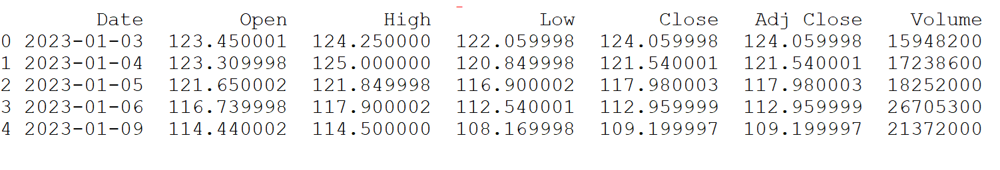 Date Open High Low Close Adj Close Volume
0 2023-01-03 123.450001 124.250000 122.059998 124.059998 124.059998 15948200
1 2023-01-04 123.309998 125.000000 120.849998 121.540001 121.540001 17238600
2 2023-01-05 121.650002 121.849998 116.900002 117.980003 117.980003 18252000
3 2023-01-06 116.739998 117.900002 112.540001 112.959999 112.959999 26705300
4 2023-01-09 114.440002 114.500000 108.169998 109.199997 109.199997 21372000